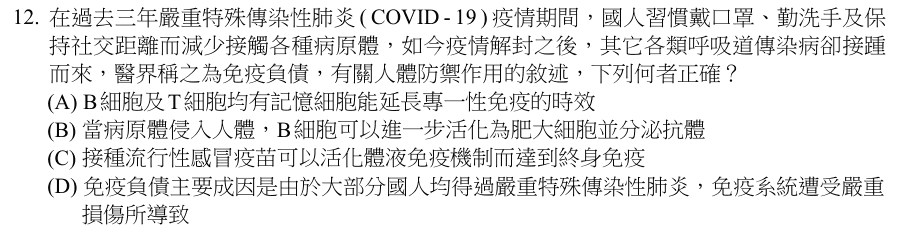 12. 在過去三年嚴重特殊傳染性肺炎(COVID-19)疫情期間，國人習慣戴口罩、勤洗手及保
持社交距離而減少接觸各種病原體，如今疫情解封之後，其它各類呼吸道傳染病卻接踵
而來，醫界稱之為免疫負債，有關人體防禦作用的敘述，下列何者正確？
(A) B細胞及T細胞均有記憶細胞能延長專一性免疫的時效
(B) 當病原體侵入人體，B細胞可以進一步活化為肥大細胞並分泌抗體
(C) 接種流行性感冒疫苗可以活化體液免疫機制而達到終身免疫
(D) 免疫負債主要成因是由於大部分國人均得過嚴重特殊傳染性肺炎，免疫系統遭受嚴重
損傷所導致